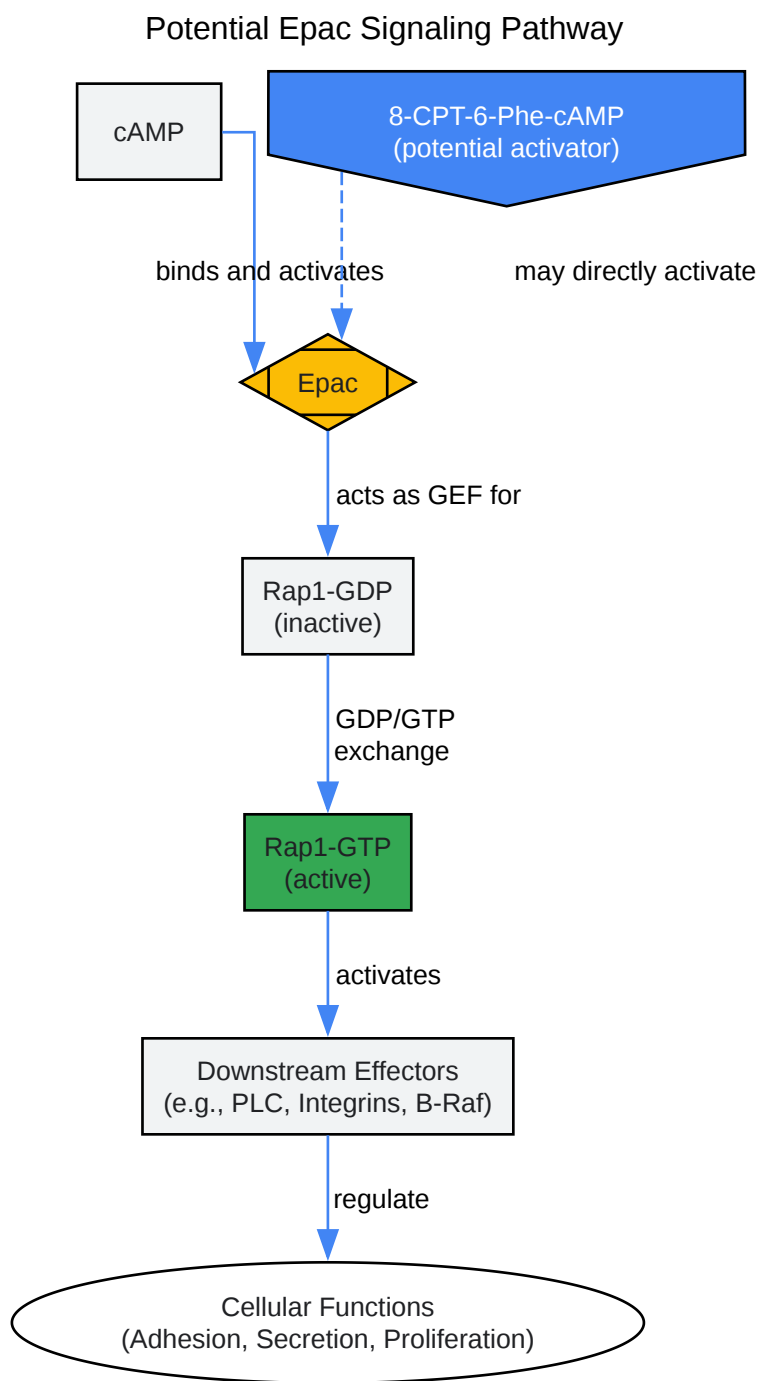 Potential Epac Signaling Pathway
cAMP
8-CPT-6-Phe-cAMP
(potential activator)
binds and activates
may directly activate
Epac
acts as GEF for
Rap1-GDP
(inactive)
GDP/GTP
exchange
Rap1-GTP
(active)
activates
Downstream Effectors
(e.g., PLC, Integrins, B-Raf)
regulate
Cellular Functions
(Adhesion, Secretion, Proliferation)